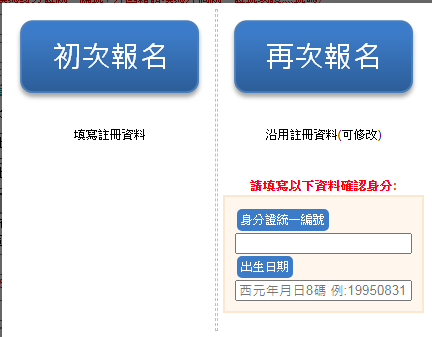 初次報名
填寫註冊資料
再次報名
沿用註冊資料(可修改)
請填寫以下資料確認身分:
身分證統一編號
出生日期
西元年月日8碼 例:19950831